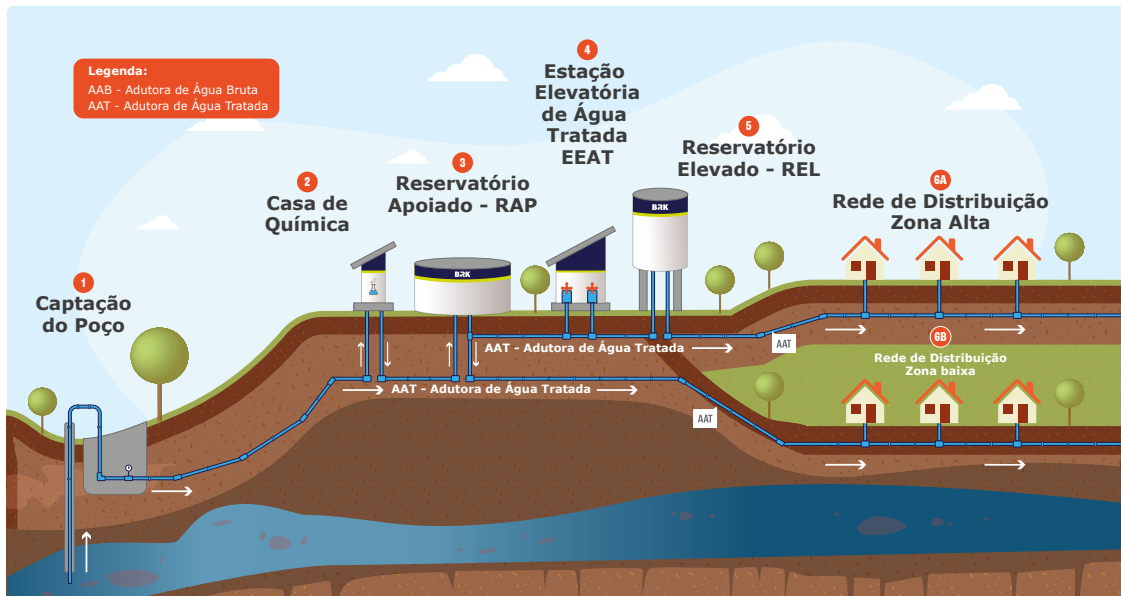 Legenda:
AAB - Adutora de Água Bruta
AAT - Adutora de Água Tratada
1
Captação
do Poço
2
Casa de
Química
3
Reservatório
Apoiado - RAP
4
Estação
Elevatória
de Água
Tratada
EEAT
5
Reservatório
Elevado - REL
6A
Rede de Distribuição
Zona Alta
BRK
BRK
6B
Rede de Distribuição
Zona baixa
AAT - Adutora de Água Tratada
AAT
AAT - Adutora de Água Tratada
AAT